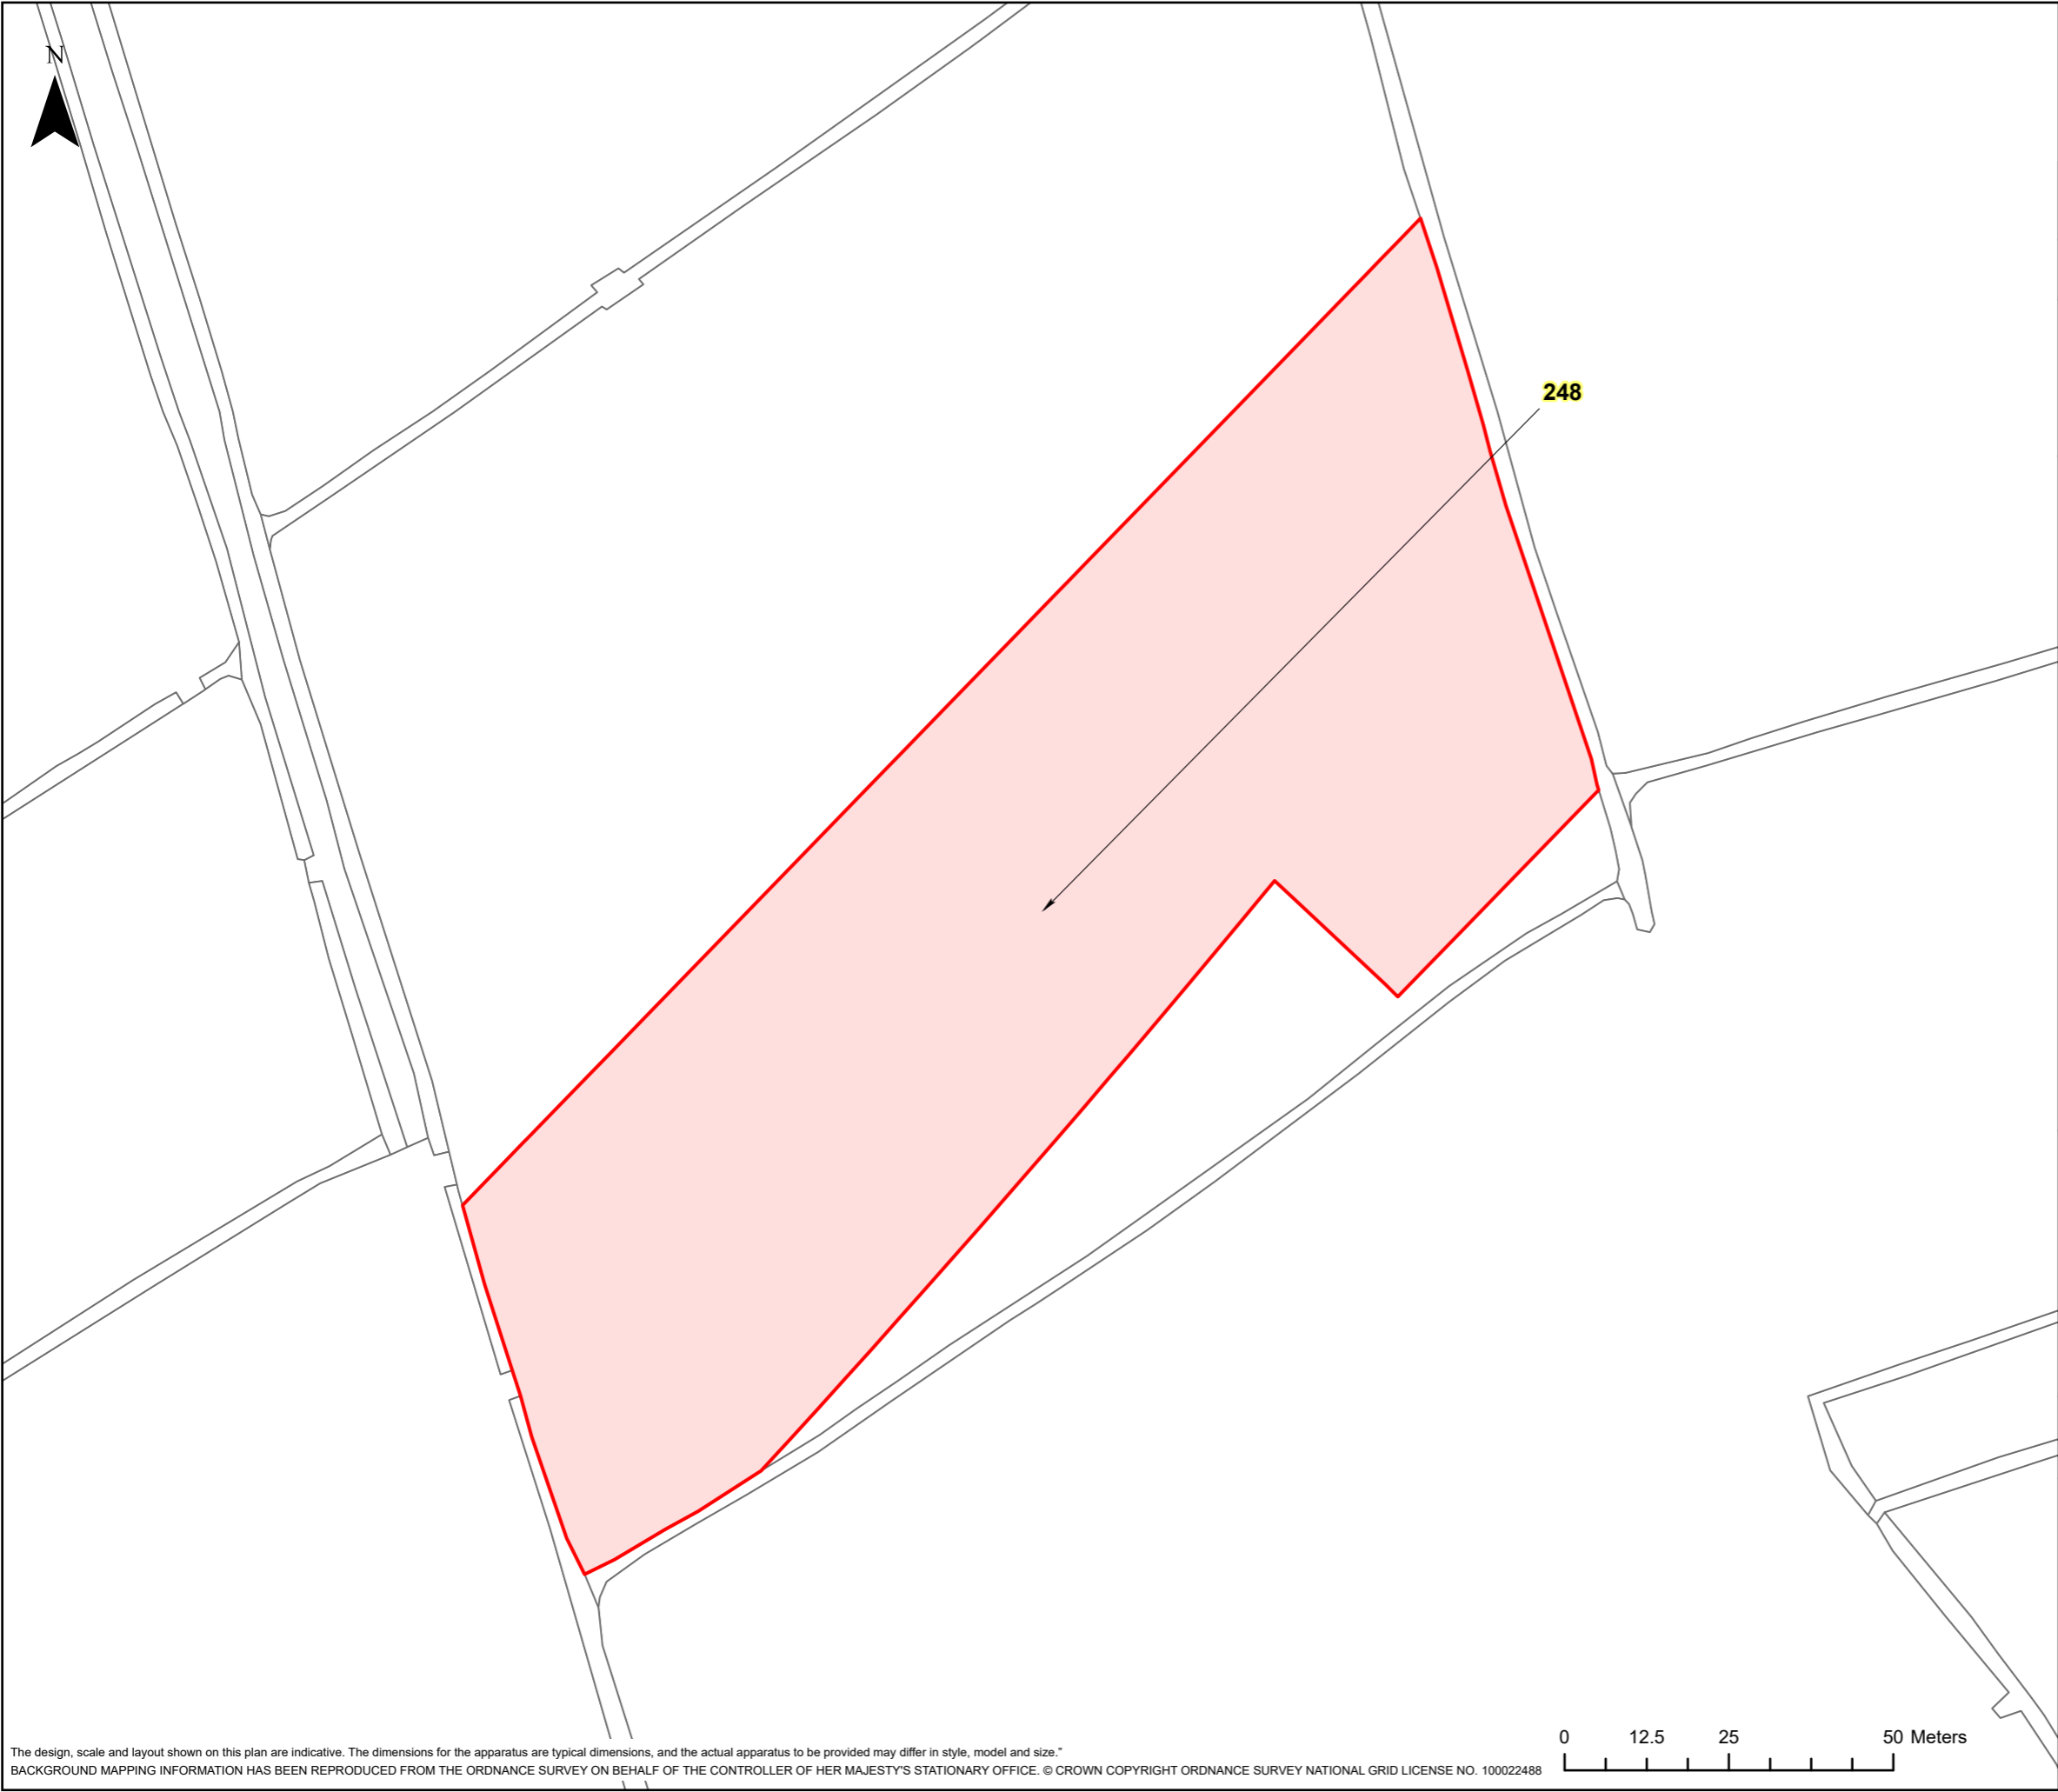 N
248
0 12.5 25 50 Meters
The design, scale and layout shown on this plan are indicative. The dimensions for the apparatus are typical dimensions, and the actual apparatus to be provided may differ in style, model and size."
BACKGROUND MAPPING INFORMATION HAS BEEN REPRODUCED FROM THE ORDNANCE SURVEY ON BEHALF OF THE CONTROLLER OF HER MAJESTY'S STATIONARY OFFICE. © CROWN COPYRIGHT ORDNANCE SURVEY NATIONAL GRID LICENSE NO. 100022488